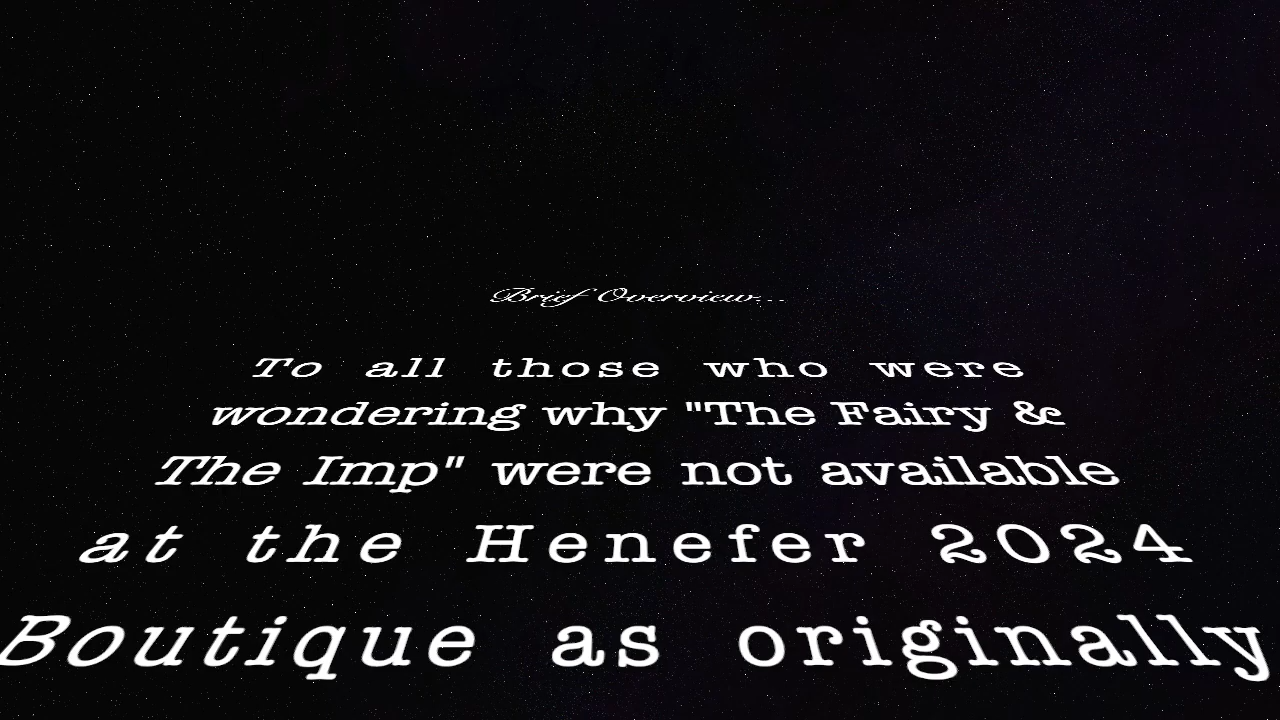 Brief Overview...
To all those who were
wondering why "The Fairy &
The Imp" were not available
at the Henefer 2024
Boutique as originally